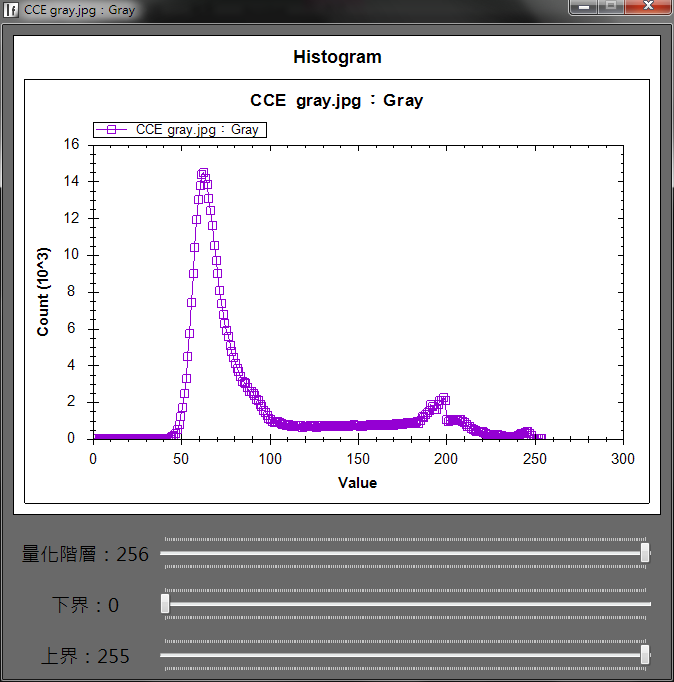 CCE gray.jpg：Gray
Histogram
CCE gray.jpg：Gray
CCE gray.jpg：Gray
16
14
12
10
8
6
4
2
0
Count (10^3)
0 50 100 150 200 250 300
Value
量化階層：256
下界：0
上界：255